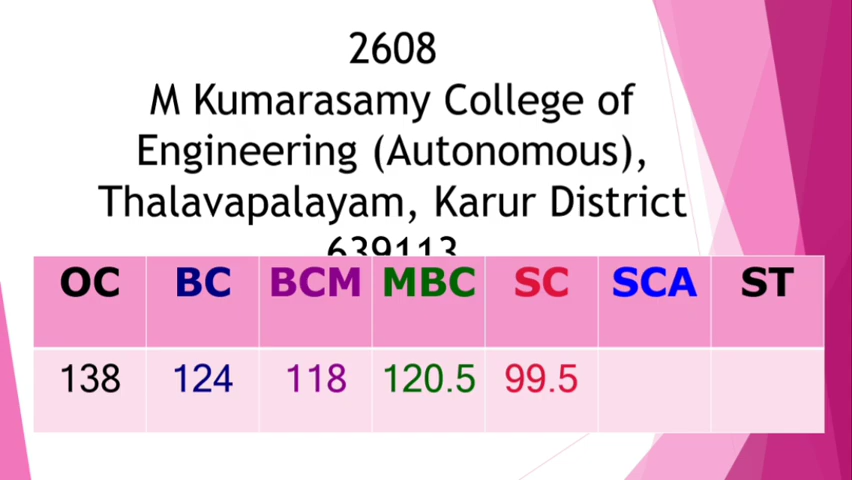 2608
M Kumarasamy College of
Engineering (Autonomous),
Thalavapalayam, Karur District
639113
OC BC BCM MBC SC SCA ST
138 124 118 120.5 99.5